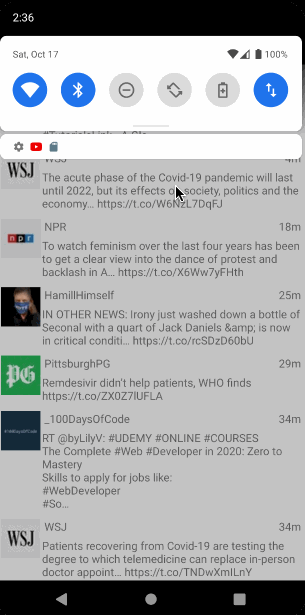 2:36
Sat, Oct 17
100%
WSJ 4m
WSJ
The acute phase of the Covid-19 pandemic will last
until 2022, but its effects on society, politics and the
economy... https://t.co/W6NzL7DqFJ
NPR 18m
npr
To watch feminism over the last four years has been
to get a clear view into the dance of protest and
backlash in A... https://t.co/X6Ww7yFHth
HamillHimself 25m
IN OTHER NEWS: Irony just washed down a bottle of
Seconal with a quart of Jack Daniels &amp; is now
in critical conditi... https://t.co/rcSDzD60bU
PittsburghPG 29m
PG
Remdesivir didn't help patients, WHO finds
https://t.co/ZX0Z7lUFLA
_100DaysOfCode 34m
#100DaysOfCode
RT @byLilyV: #UDEMY #ONLINE #COURSES
The Complete #Web #Developer in 2020: Zero to
Mastery
Skills to apply for jobs like:
#WebDeveloper
#So...
WSJ 34m
WSJ
Patients recovering from Covid-19 are testing the
degree to which telemedicine can replace in-person
doctor appoint... https://t.co/TNDwXmILnY